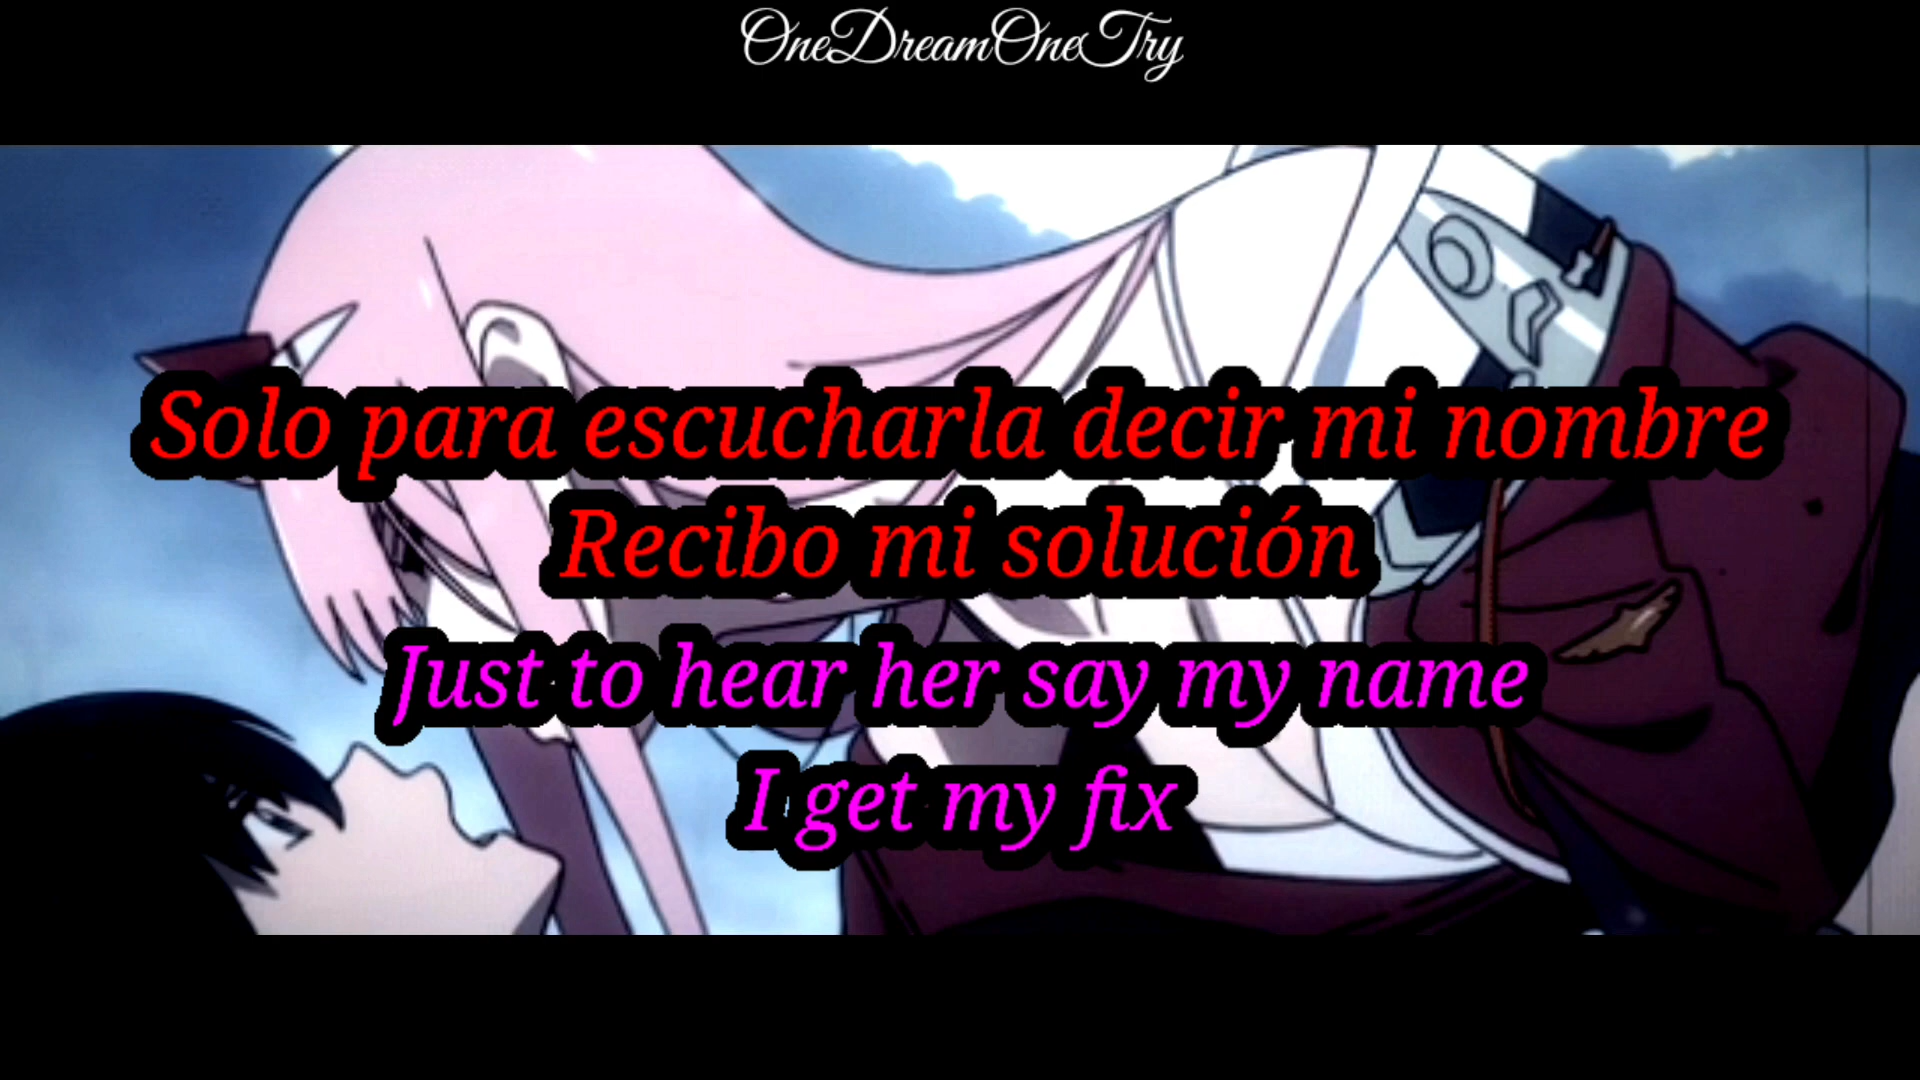 OneDreamOneTry
Solo para escucharla decir mi nombre
Recibo mi solución
Just to hear her say my name
I get my fix